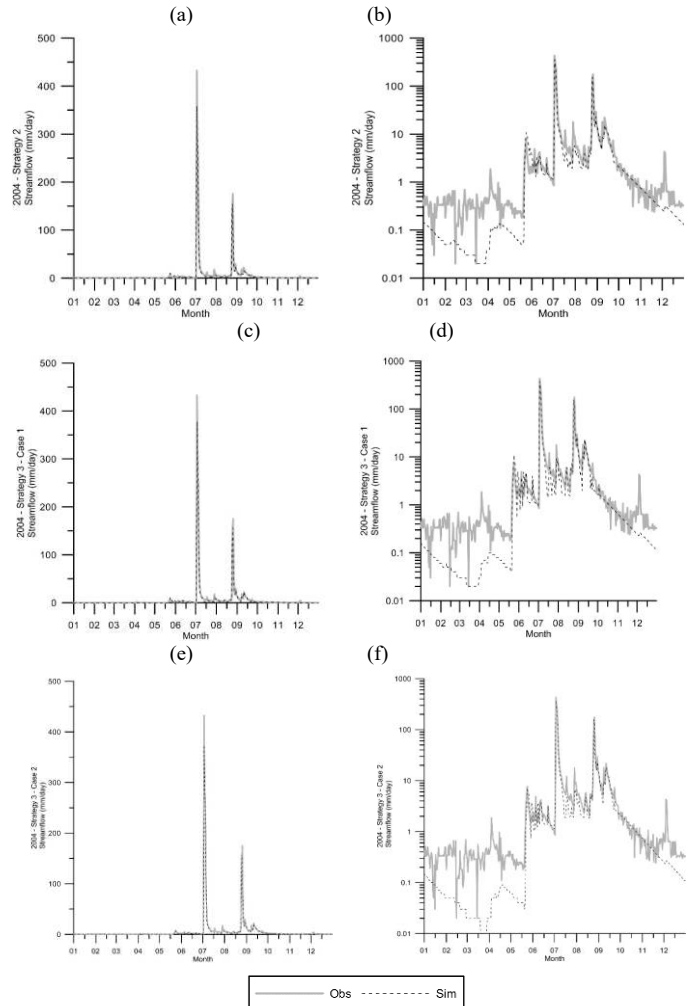 (a) (b)
500
400
300
200
100
0
2004 - Strategy 2
Streamflow (mm/day)
01 02 03 04 05 06 07 08 09 10 11 12
Month
1000
100
10
1
0.1
0.01
2004 - Strategy 2
Streamflow (mm/day)
01 02 03 04 05 06 07 08 09 10 11 12
Month
(c) (d)
500
400
300
200
100
0
2004 - Strategy 3 - Case 1
Streamflow (mm/day)
01 02 03 04 05 06 07 08 09 10 11 12
Month
1000
100
10
1
0.1
0.01
2004 - Strategy 3 - Case 1
Streamflow (mm/day)
01 02 03 04 05 06 07 08 09 10 11 12
Month
(e) (f)
500
400
300
200
100
0
2004 - Strategy 3 - Case 2
Streamflow (mm/day)
01 02 03 04 05 06 07 08 09 10 11 12
Month
1000
100
10
1
0.1
0.01
2004 - Strategy 3 - Case 2
Streamflow (mm/day)
01 02 03 04 05 06 07 08 09 10 11 12
Month
Obs Sim